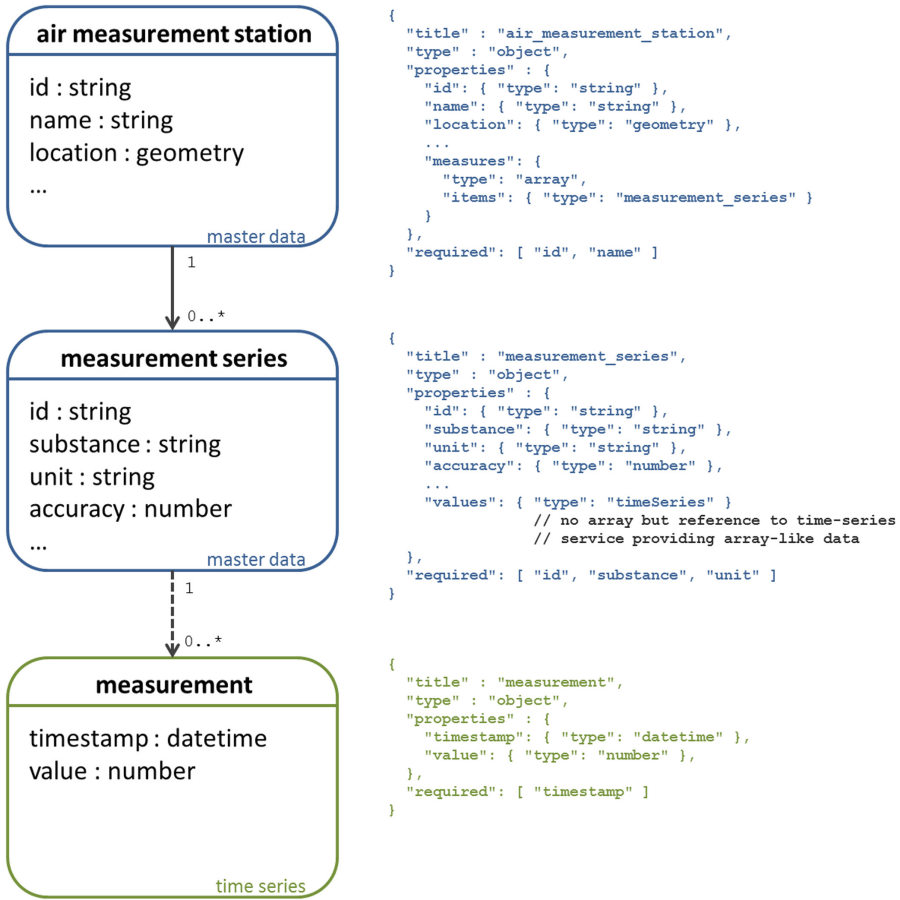 air measurement station
id : string
name : string
location : geometry
...
master data
1
0..*
measurement series
id : string
substance : string
unit : string
accuracy : number
...
master data
1
0..*
measurement
timestamp : datetime
value : number
time series
{
"title" : "air_measurement_station",
"type" : "object",
"properties" : {
"id": { "type": "string" },
"name": { "type": "string" },
"location": { "type": "geometry" },
...
"measures": {
"type": "array",
"items": { "type": "measurement_series" }
}
},
"required": [ "id", "name" ]
}
{
"title" : "measurement_series",
"type" : "object",
"properties" : {
"id": { "type": "string" },
"substance": { "type": "string" },
"unit": { "type": "string" },
"accuracy": { "type": "number" },
...
"values": { "type": "timeSeries" }
// no array but reference to time-series
// service providing array-like data
},
"required": [ "id", "substance", "unit" ]
}
{
"title" : "measurement",
"type" : "object",
"properties" : {
"timestamp": { "type": "datetime" },
"value": { "type": "number" },
},
"required": [ "timestamp" ]
}